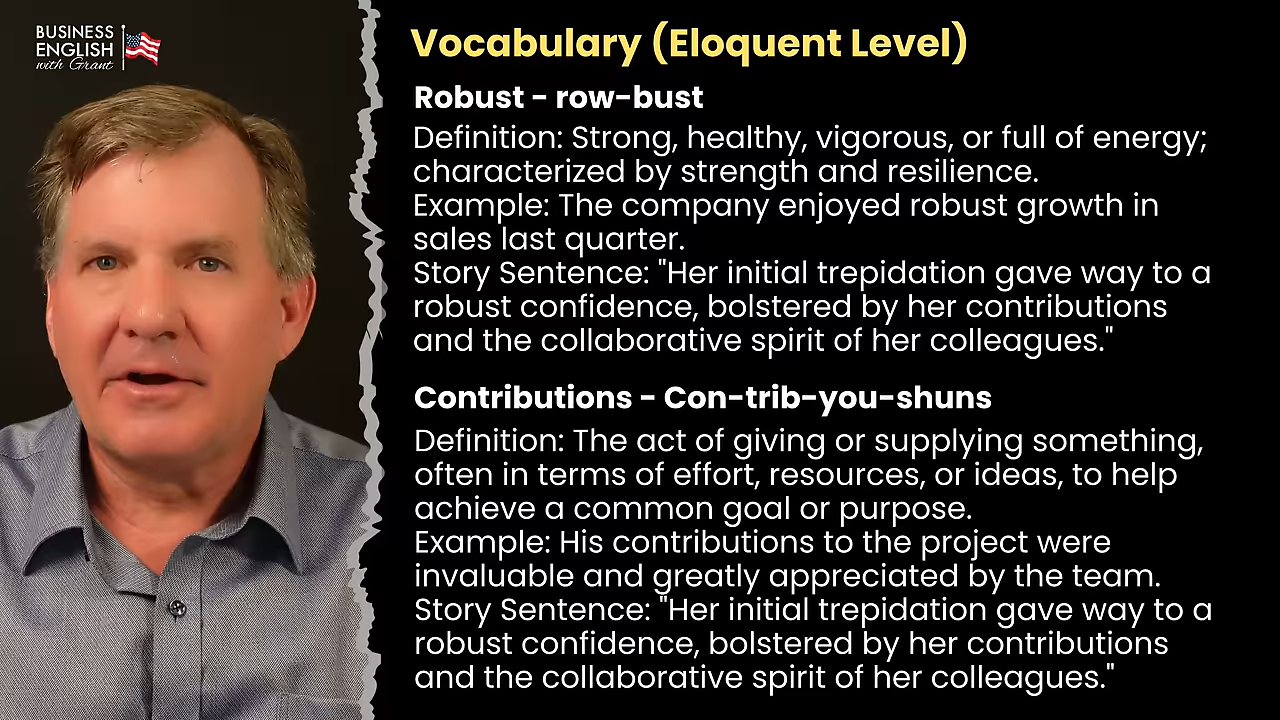 BUSINESS
ENGLISH
with Grant
Vocabulary (Eloquent Level)
Robust - row-bust
Definition: Strong, healthy, vigorous, or full of energy;
characterized by strength and resilience.
Example: The company enjoyed robust growth in
sales last quarter.
Story Sentence: "Her initial trepidation gave way to a
robust confidence, bolstered by her contributions
and the collaborative spirit of her colleagues."
Contributions - Con-trib-you-shuns
Definition: The act of giving or supplying something,
often in terms of effort, resources, or ideas, to help
achieve a common goal or purpose.
Example: His contributions to the project were
invaluable and greatly appreciated by the team.
Story Sentence: "Her initial trepidation gave way to a
robust confidence, bolstered by her contributions
and the collaborative spirit of her colleagues."